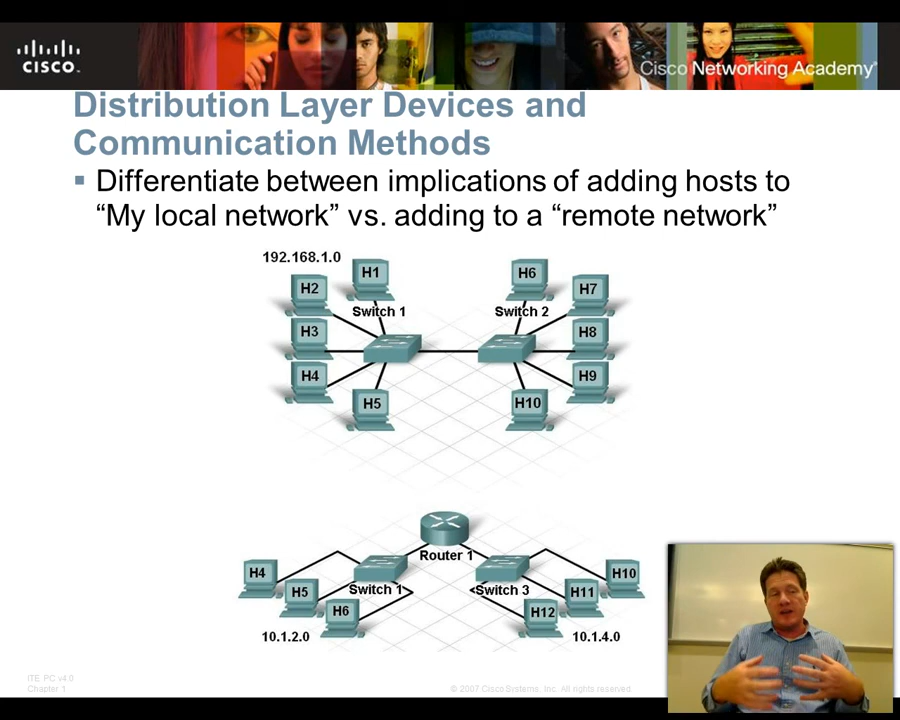 CISCO.
Cisco Networking Academy®
Distribution Layer Devices and
Communication Methods
▪ Differentiate between implications of adding hosts to
“My local network” vs. adding to a “remote network”
192.168.1.0
H1
H6
H2
H7
Switch 1
Switch 2
H3
H8
H4
H9
H5
H10
Router 1
H4
H10
H5
Switch 1
Switch 3
H11
H6
H12
10.1.2.0
10.1.4.0
ITE PC v4.0
Chapter 1
© 2007 Cisco Systems, Inc. All rights reserved.